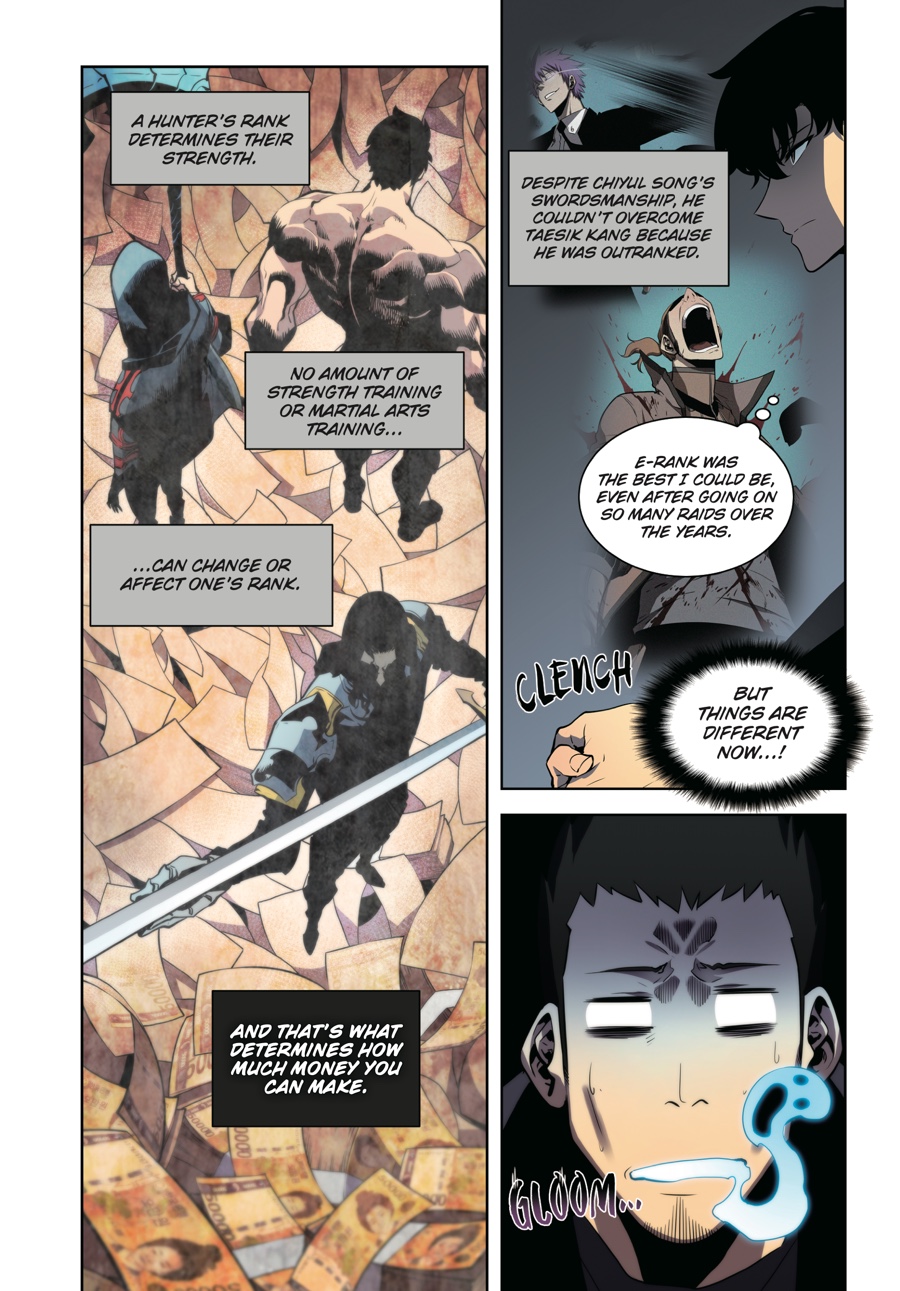 A HUNTER'S RANK
DETERMINES THEIR
STRENGTH.
NO AMOUNT OF
STRENGTH TRAINING
OR MARTIAL ARTS
TRAINING...
...CAN CHANGE OR
AFFECT ONE'S RANK.
AND THAT'S WHAT
DETERMINES HOW
MUCH MONEY YOU
CAN MAKE.
DESPITE CHIYUL SONG'S
SWORDSMANSHIP, HE
COULDN'T OVERCOME
TAESIK KANG BECAUSE
HE WAS OUTRANKED.
E-RANK WAS
THE BEST I COULD BE,
EVEN AFTER GOING ON
SO MANY RAIDS OVER
THE YEARS.
CLENCH
BUT
THINGS ARE
DIFFERENT
NOW...!
GLOOM...